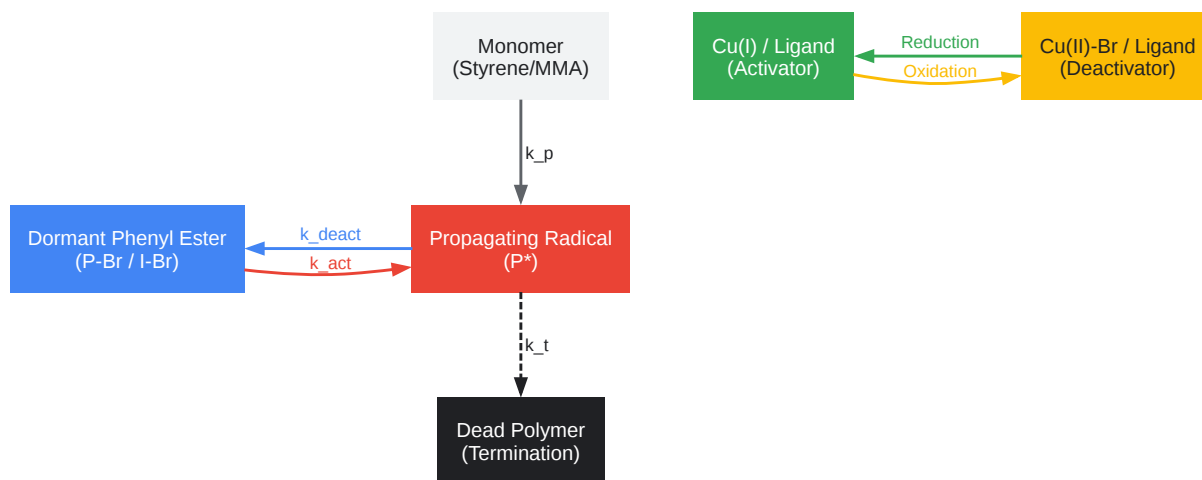 Monomer
(Styrene/MMA)
Cu(I) / Ligand
(Activator)
Reduction
Oxidation
Cu(II)-Br / Ligand
(Deactivator)
k_p
Dormant Phenyl Ester
(P-Br / I-Br)
k_deact
k_act
Propagating Radical
(P*)
k_t
Dead Polymer
(Termination)